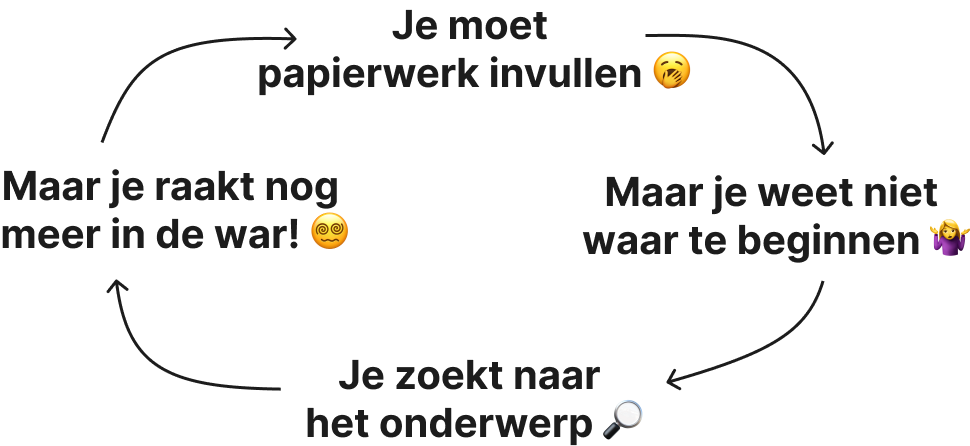 Je moet
papierwerk invullen 🥱
Maar je weet niet
waar te beginnen 🤷‍♀️
Je zoekt naar
het onderwerp 🔎
Maar je raakt nog
meer in de war! 😵‍💫